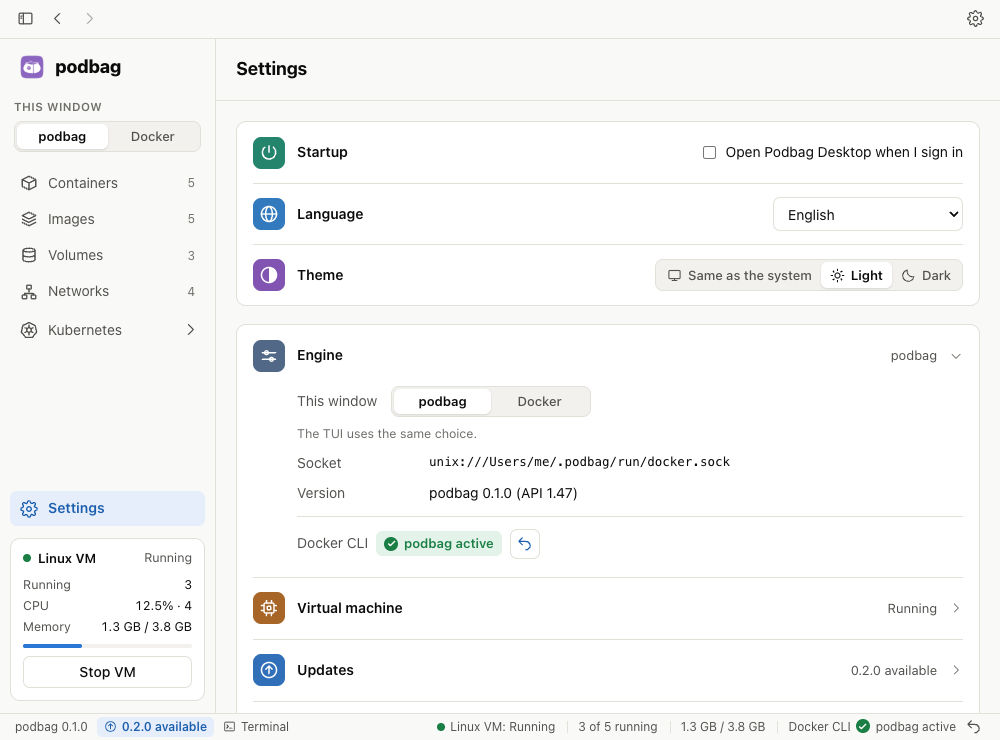 podbag
Settings
THIS WINDOW
podbag Docker
Containers 5
Images 5
Volumes 3
Networks 4
Kubernetes
Settings
Linux VM Running
Running 3
CPU 12.5% · 4
Memory 1.3 GB / 3.8 GB
Stop VM
Startup Open Podbag Desktop when I sign in
Language English
Theme Same as the system Light Dark
Engine podbag
This window podbag Docker
The TUI uses the same choice.
Socket unix:///Users/me/.podbag/run/docker.sock
Version podbag 0.1.0 (API 1.47)
Docker CLI podbag active
Virtual machine Running
Updates 0.2.0 available
podbag 0.1.0 0.2.0 available Terminal Linux VM: Running 3 of 5 running 1.3 GB / 3.8 GB Docker CLI podbag active